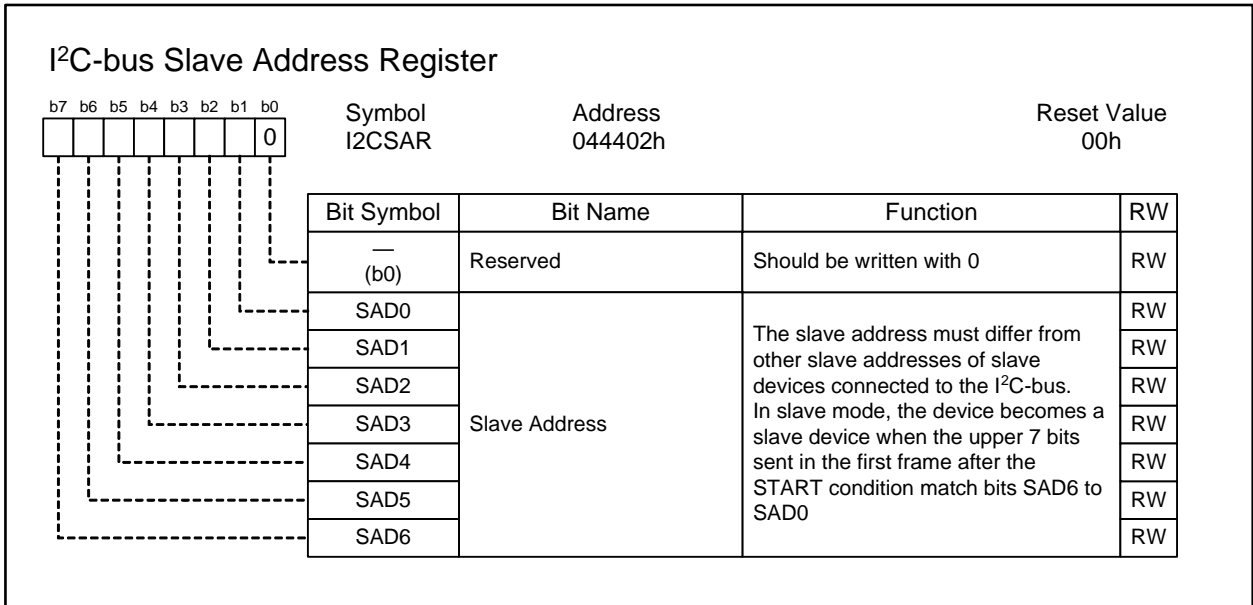 I²C-bus Slave Address Register
b7 b6 b5 b4 b3 b2 b1 b0
0
Symbol Address Reset Value
I2CSAR 044402h 00h
Bit Symbol Bit Name Function RW
—
(b0) Reserved Should be written with 0 RW
SAD0 RW
SAD1 RW
SAD2 RW
SAD3 RW
SAD4 RW
SAD5 RW
SAD6 RW
Slave Address
The slave address must differ from
other slave addresses of slave
devices connected to the I²C-bus.
In slave mode, the device becomes a
slave device when the upper 7 bits
sent in the first frame after the
START condition match bits SAD6 to
SAD0